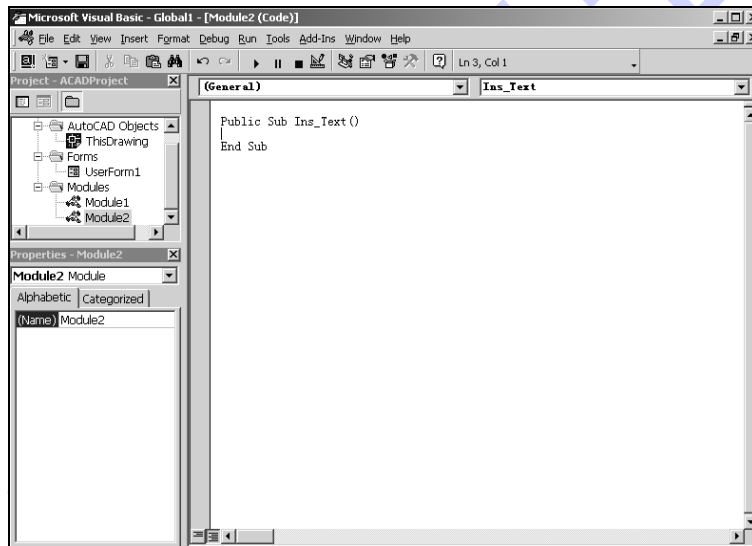 Microsoft Visual Basic - Global1 - [Module2 (Code)]
File Edit View Insert Format Debug Run Tools Add-Ins Window Help
Ln 3, Col 1
Project - ACADProject
(General)
Ins_Text
AutoCAD Objects
ThisDrawing
Forms
UserForm1
Modules
Module1
Module2
Properties - Module2
Module2 Module
Alphabetic Categorized
(Name) Module2
Public Sub Ins_Text()
End Sub